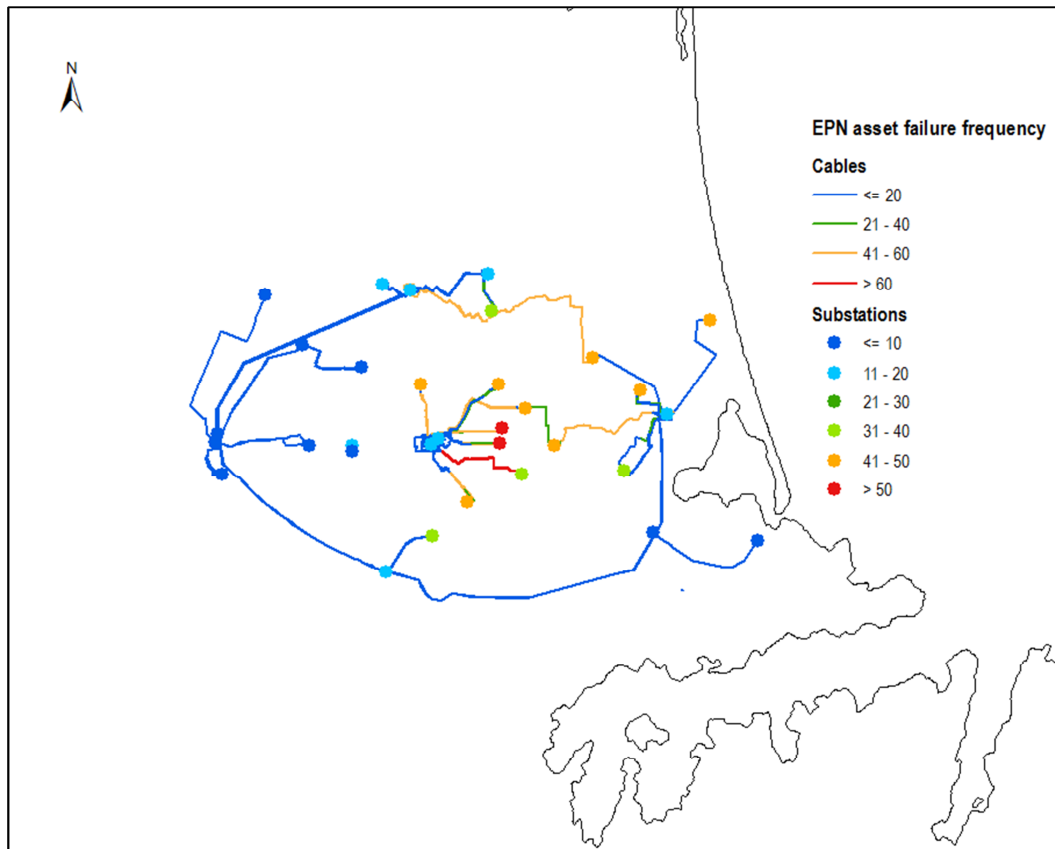 N
EPN asset failure frequency
Cables
<= 20
21 - 40
41 - 60
> 60
Substations
<= 10
11 - 20
21 - 30
31 - 40
41 - 50
> 50